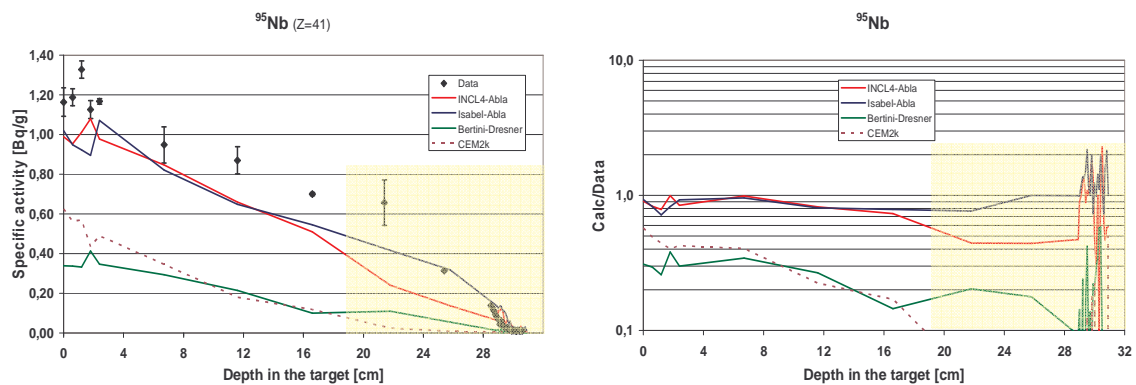 ⁹⁵Nb (Z=41)
Specific activity [Bq/g]
1,40
1,20
1,00
0,80
0,60
0,40
0,20
0,00
0 4 8 12 16 20 24 28
Depth in the target [cm]
Data
INCL4-Abla
Isabel-Abla
Bertini-Dresner
CEM2k
⁹⁵Nb
Calc/Data
10,0
1,0
0,1
0 4 8 12 16 20 24 28 32
Depth in the target [cm]
INCL4-Abla
Isabel-Abla
Bertini-Dresner
CEM2k